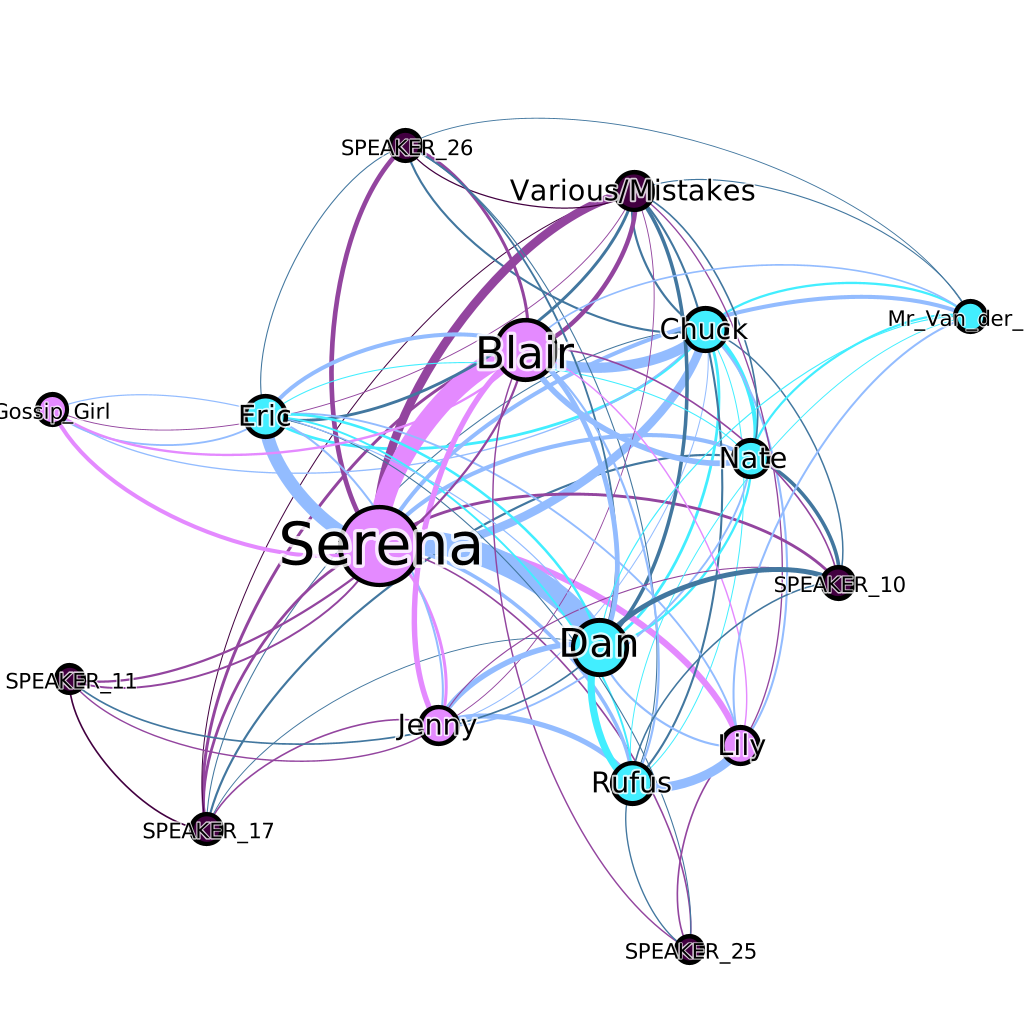 SPEAKER_26
Various/Mistakes
Mr_Van_der_
Chuck
Blair
Gossip_Girl
Eric
Nate
Serena
SPEAKER_10
Dan
SPEAKER_11
Jenny
Lily
Rufus
SPEAKER_17
SPEAKER_25